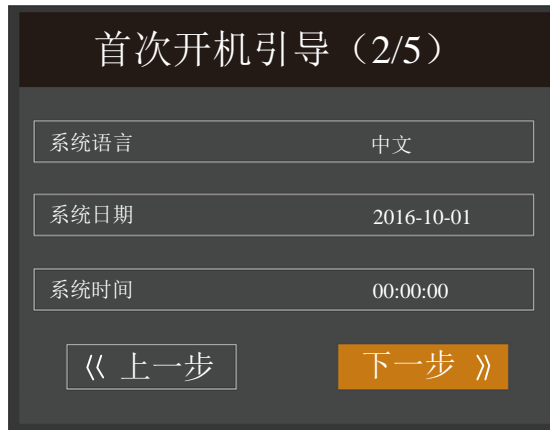 首次开机引导（2/5）
系统语言 中文
系统日期 2016-10-01
系统时间 00:00:00
《 上一步 下一步 》